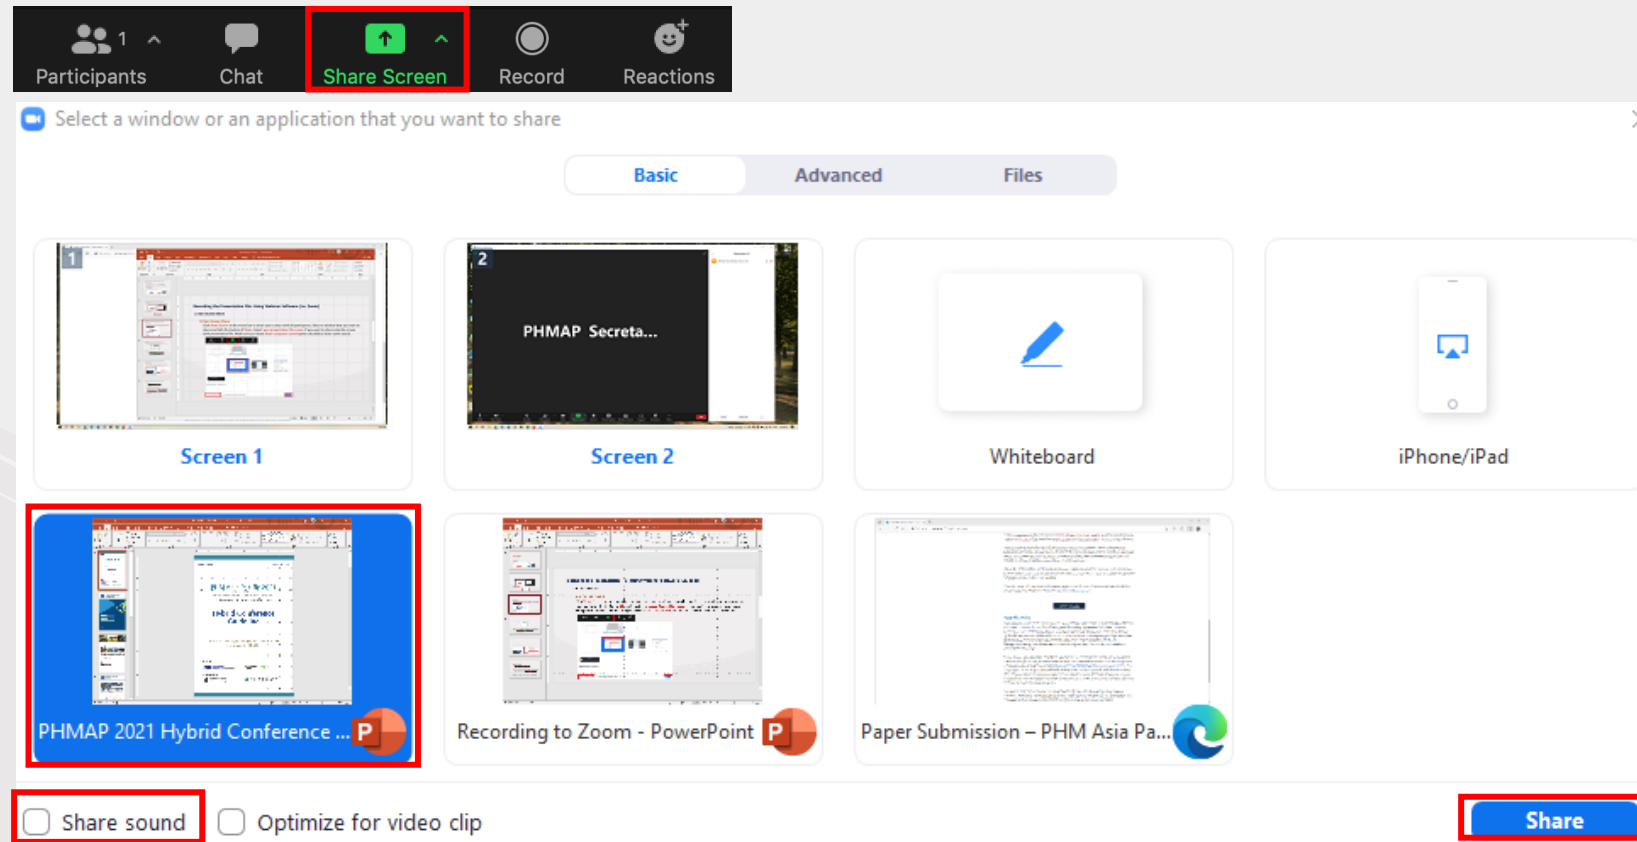 1
Participants
Chat
Share Screen
Record
Reactions
Select a window or an application that you want to share
Basic
Advanced
Files
1
2
PHMAP Secreta...
Screen 1
Screen 2
Whiteboard
iPhone/iPad
PHMAP 2021 Hybrid Conference ...
P
Recording to Zoom - PowerPoint
P
Paper Submission – PHM Asia Pa...
Share sound
Optimize for video clip
Share